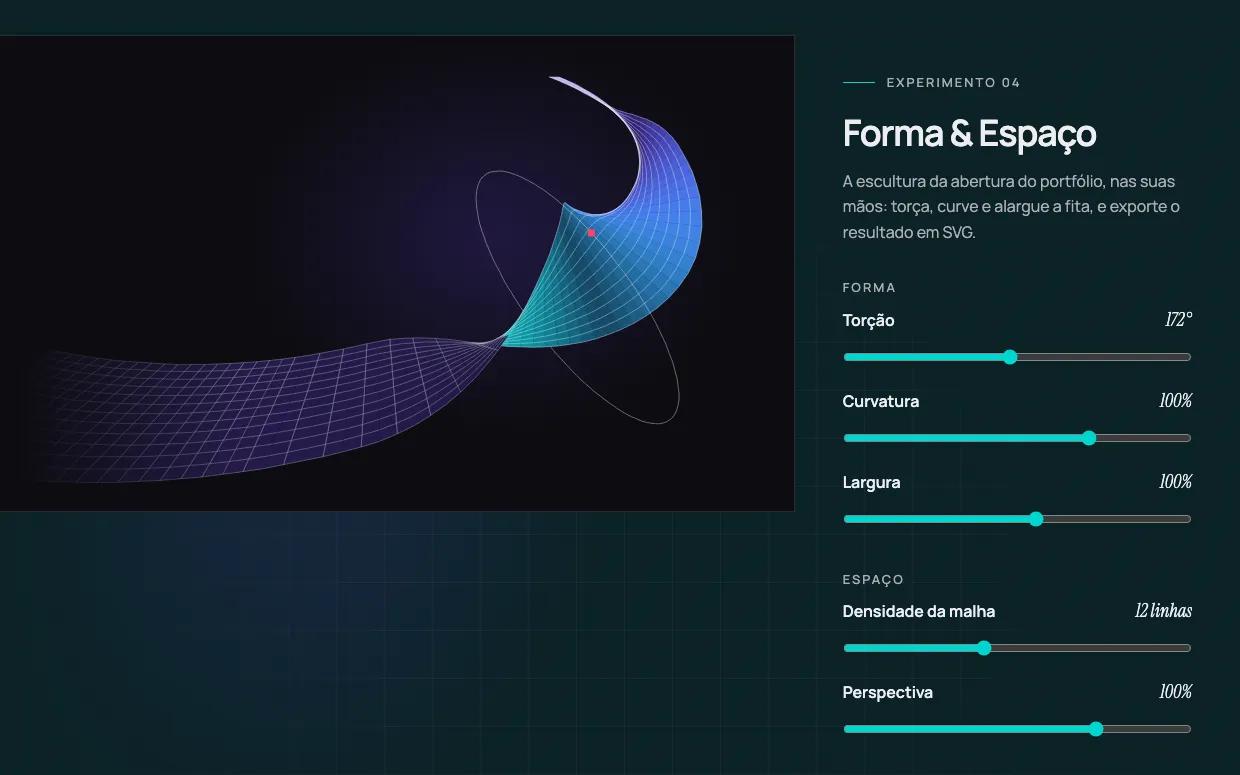 EXPERIMENTO 04
Forma & Espaço
A escultura da abertura do portfólio, nas suas
mãos: torça, curve e alargue a fita, e exporte o
resultado em SVG.
FORMA
Torção 172°
Curvatura 100%
Largura 100%
ESPAÇO
Densidade da malha 12 linhas
Perspectiva 100%